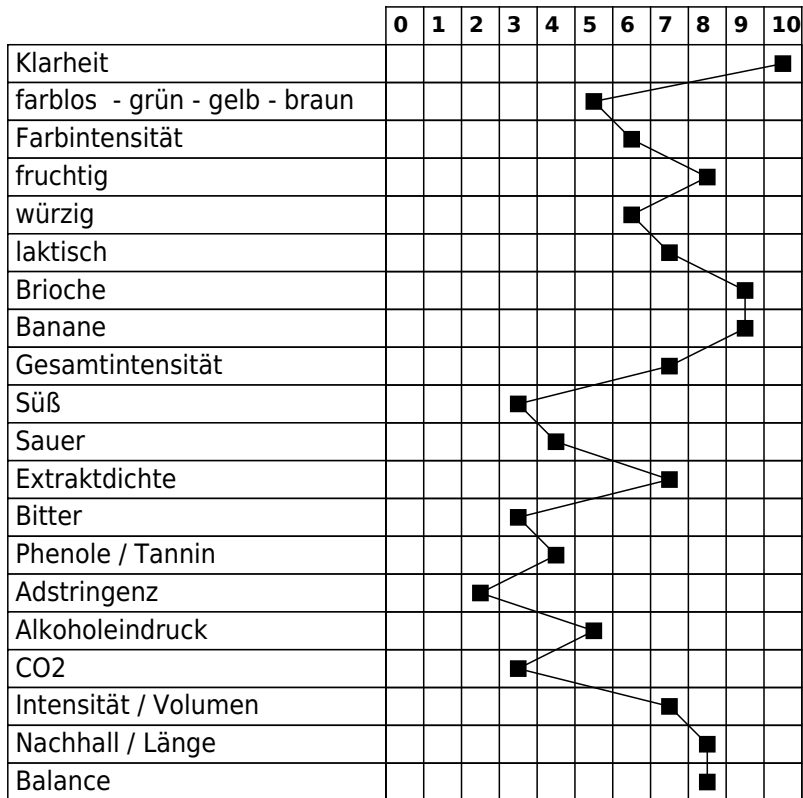 0 1 2 3 4 5 6 7 8 9 10
Klarheit
farblos - grün - gelb - braun
Farbintensität
fruchtig
würzig
laktisch
Brioche
Banane
Gesamtintensität
Süß
Sauer
Extraktdichte
Bitter
Phenole / Tannin
Adstringenz
Alkoholeindruck
CO2
Intensität / Volumen
Nachhall / Länge
Balance